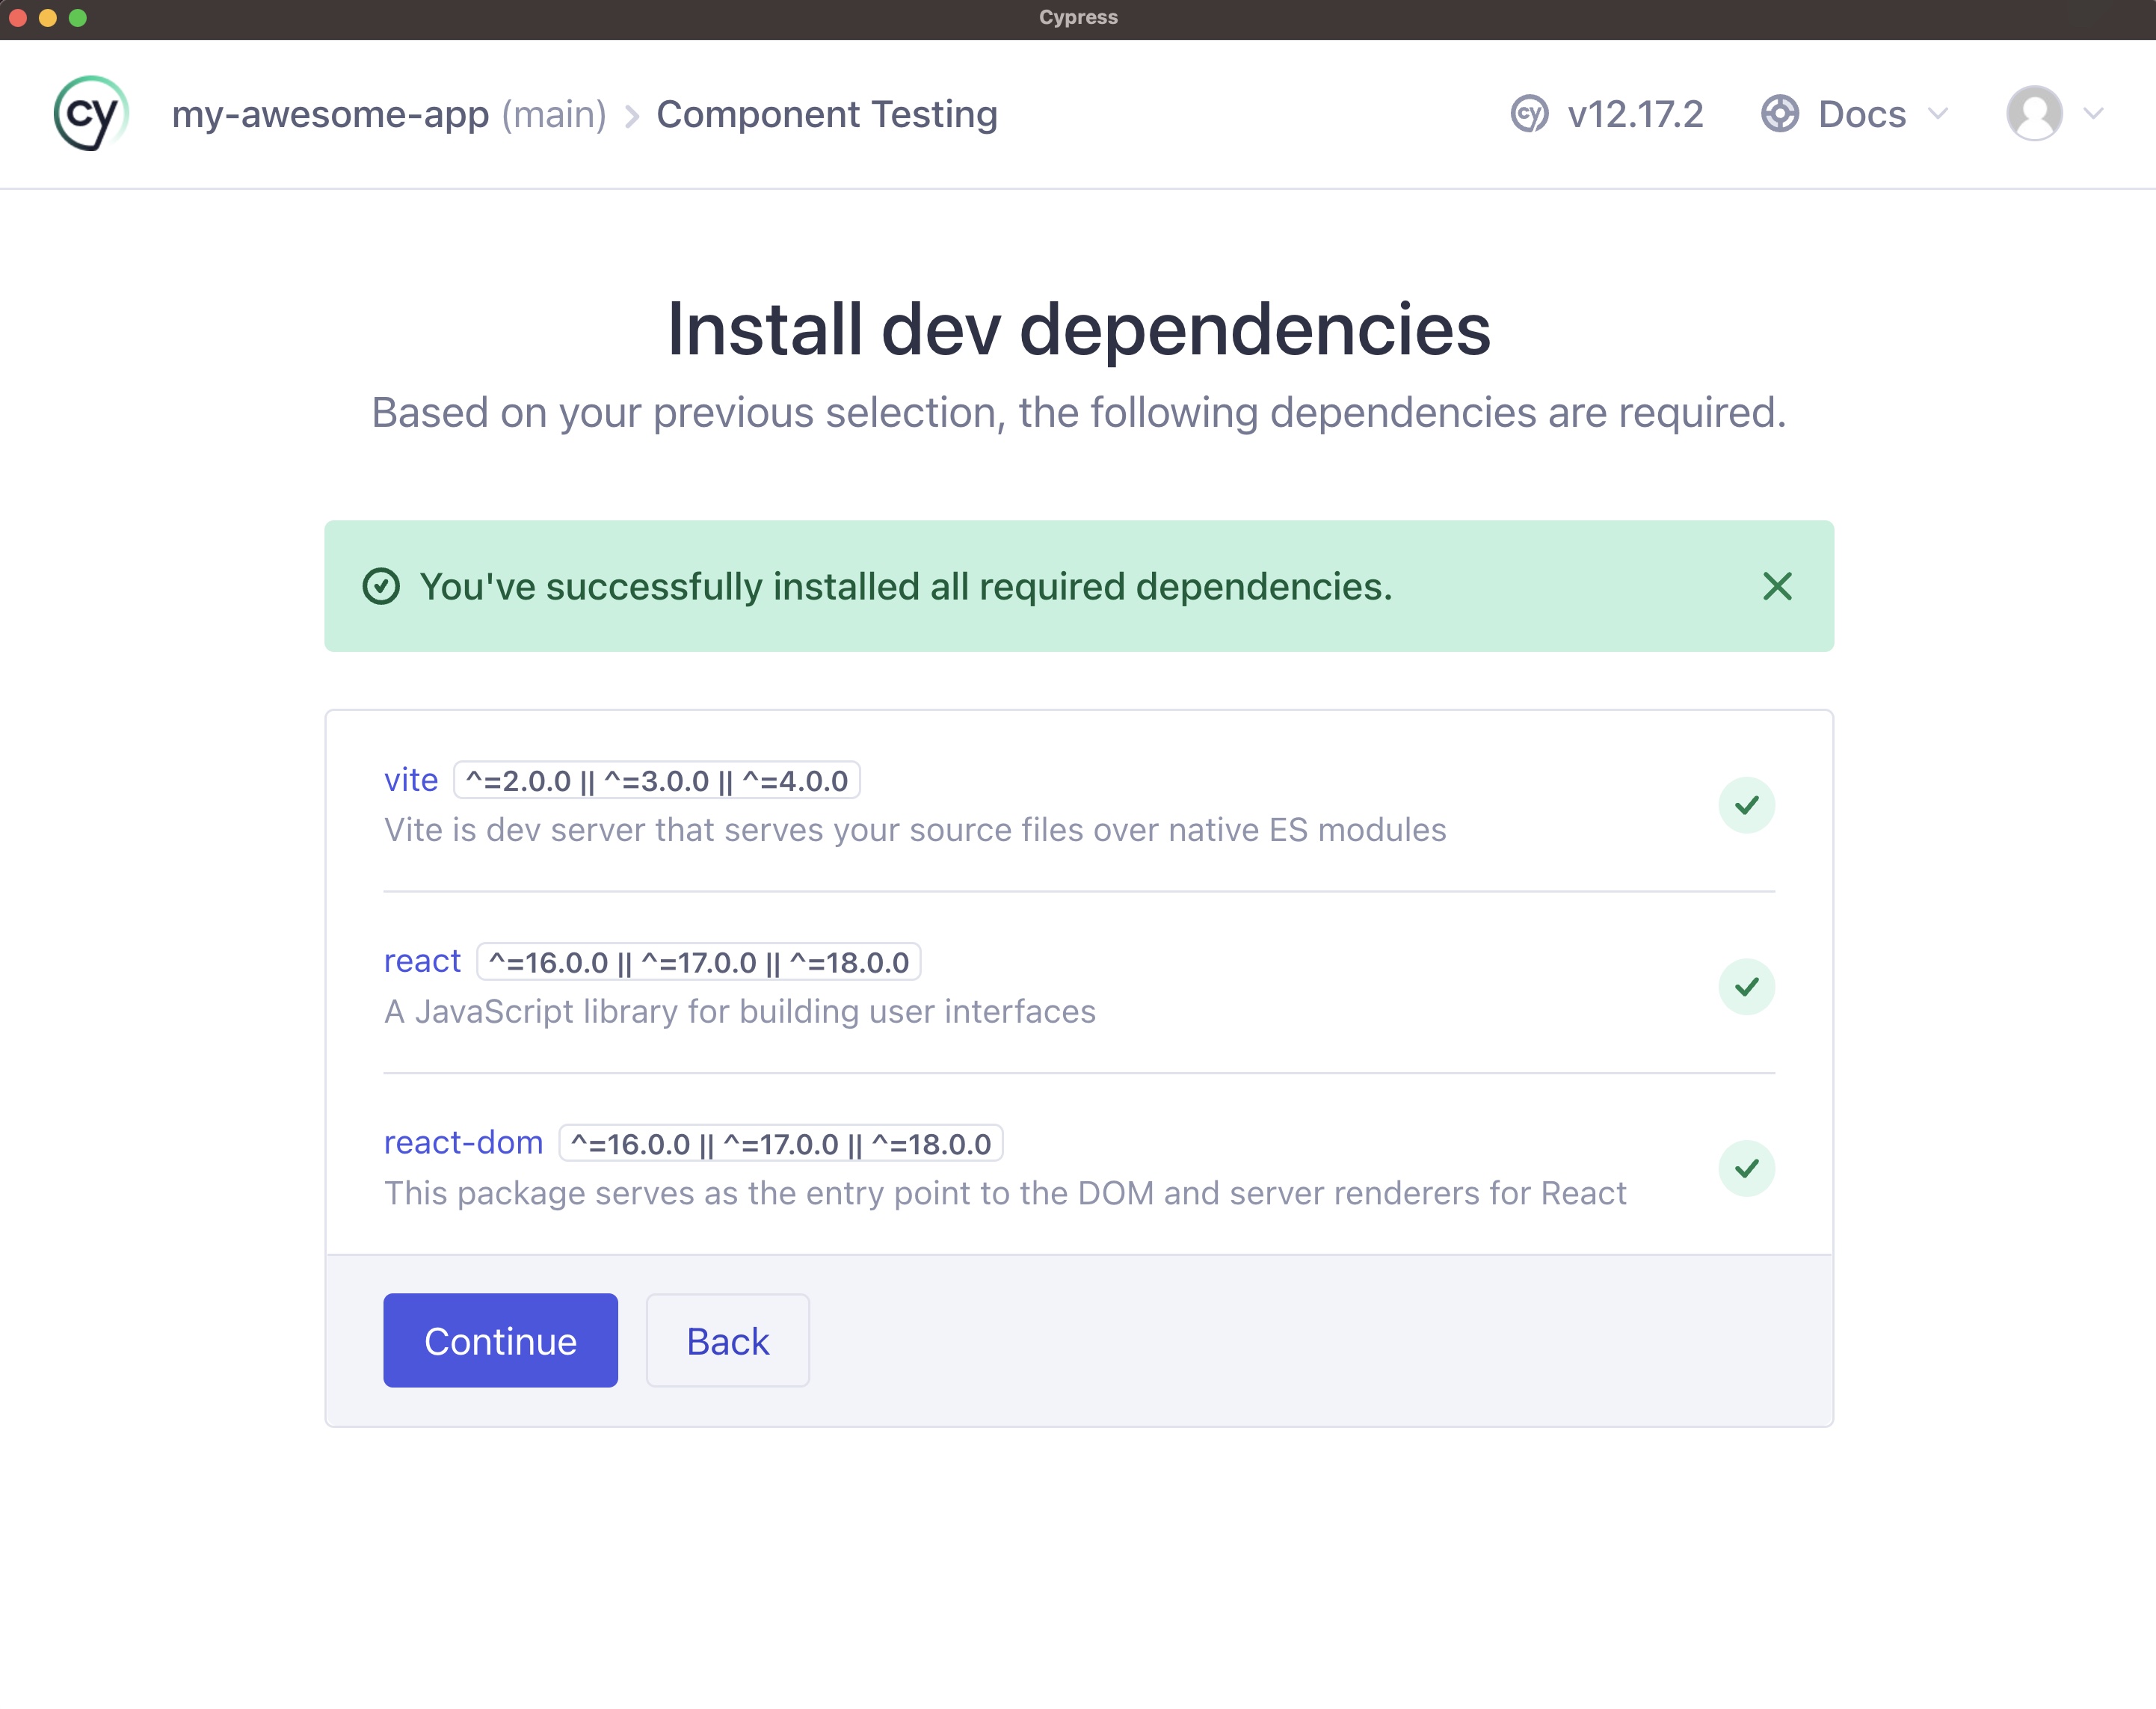 Cypress
cy my-awesome-app (main) Component Testing cy v12.17.2 Docs
Install dev dependencies
Based on your previous selection, the following dependencies are required.
You've successfully installed all required dependencies.
vite ^=2.0.0 || ^=3.0.0 || ^=4.0.0
Vite is dev server that serves your source files over native ES modules
react ^=16.0.0 || ^=17.0.0 || ^=18.0.0
A JavaScript library for building user interfaces
react-dom ^=16.0.0 || ^=17.0.0 || ^=18.0.0
This package serves as the entry point to the DOM and server renderers for React
Continue Back